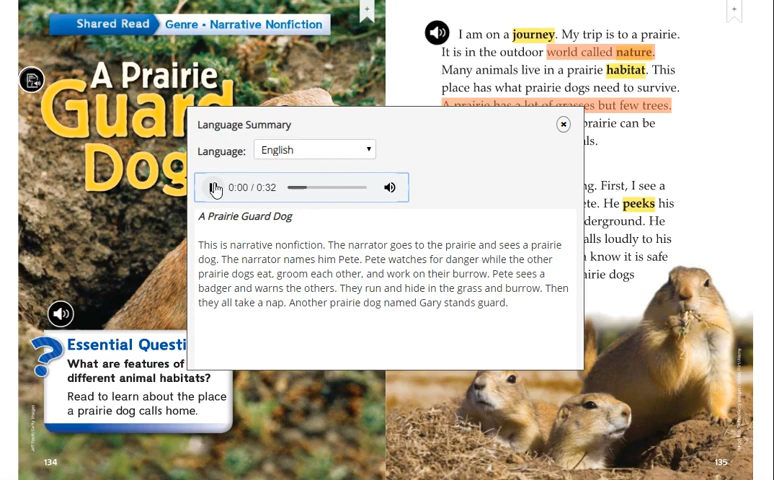 Shared Read Genre • Narrative Nonfiction
A Prairie
Guard
Dog
Essential Questi
What are features of
different animal habitats?
Read to learn about the place
a prairie dog calls home.
134
Language Summary
Language: English
0:00 / 0:32
A Prairie Guard Dog
This is narrative nonfiction. The narrator goes to the prairie and sees a prairie
dog. The narrator names him Pete. Pete watches for danger while the other
prairie dogs eat, groom each other, and work on their burrow. Pete sees a
badger and warns the others. They run and hide in the grass and burrow. Then
they all take a nap. Another prairie dog named Gary stands guard.
I am on a journey. My trip is to a prairie.
It is in the outdoor world called nature.
Many animals live in a prairie habitat. This
place has what prairie dogs need to survive.
A prairie has a lot of grasses but few trees.
prairie can be
ls.
ng. First, I see a
ete. He peeks his
derground. He
alls loudly to his
know it is safe
airie dogs
135